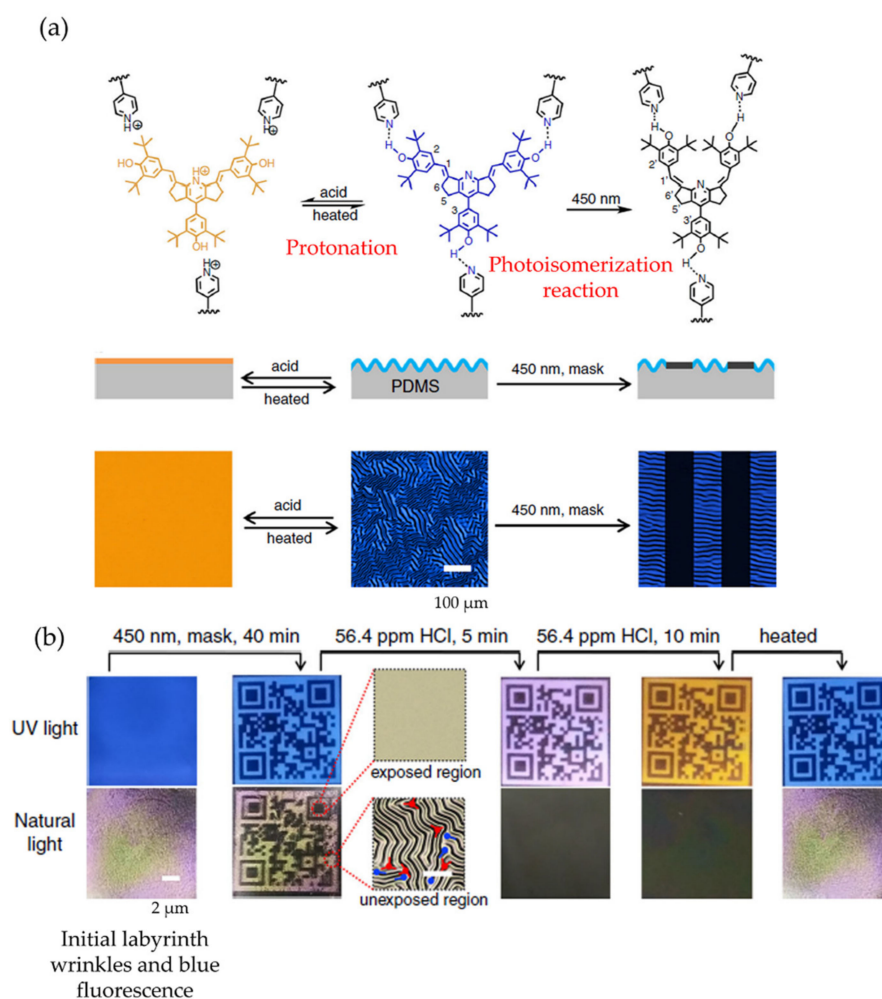 (a)
N
H
⊕
H
N
⊕
N
H
N
H
HO
H
N
⊕
OH
OH
H
N
⊕
acid
heated
Protonation
2
1
N
6
5
3
O
H
O
H
O
H
N
450 nm
Photoisomerization
reaction
N
N
H
H
O
O
2'
1'
N
6'
5'
3'
O
H
N
acid
heated
PDMS
450 nm, mask
acid
heated
450 nm, mask
100 μm
(b)
450 nm, mask, 40 min
56.4 ppm HCl, 5 min
56.4 ppm HCl, 10 min
heated
UV light
exposed region
Natural
light
unexposed region
2 μm
Initial labyrinth
wrinkles and blue
fluorescence